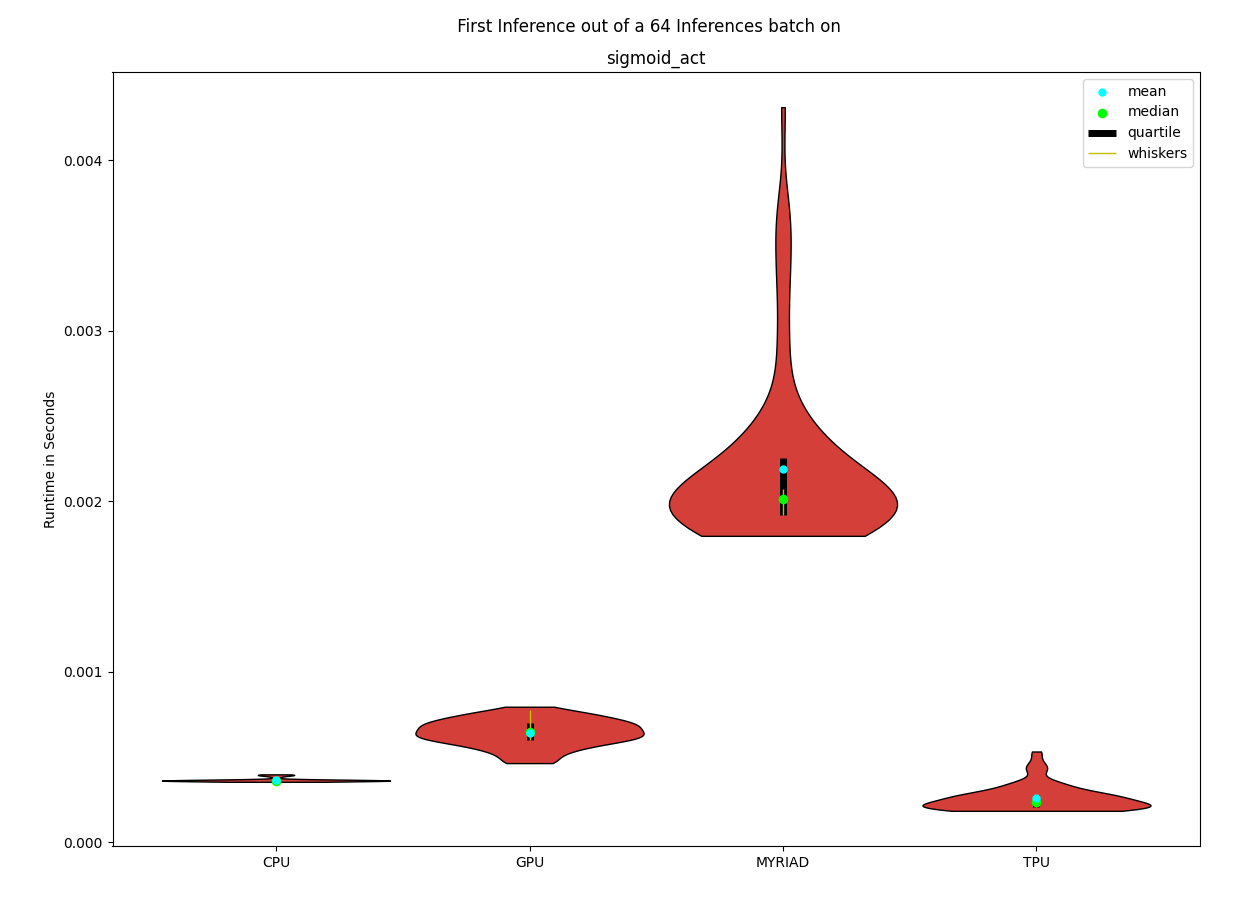 First Inference out of a 64 Inferences batch on
sigmoid_act
mean
median
quartile
whiskers
0.004
0.003
0.002
0.001
0.000
Runtime in Seconds
CPU
GPU
MYRIAD
TPU